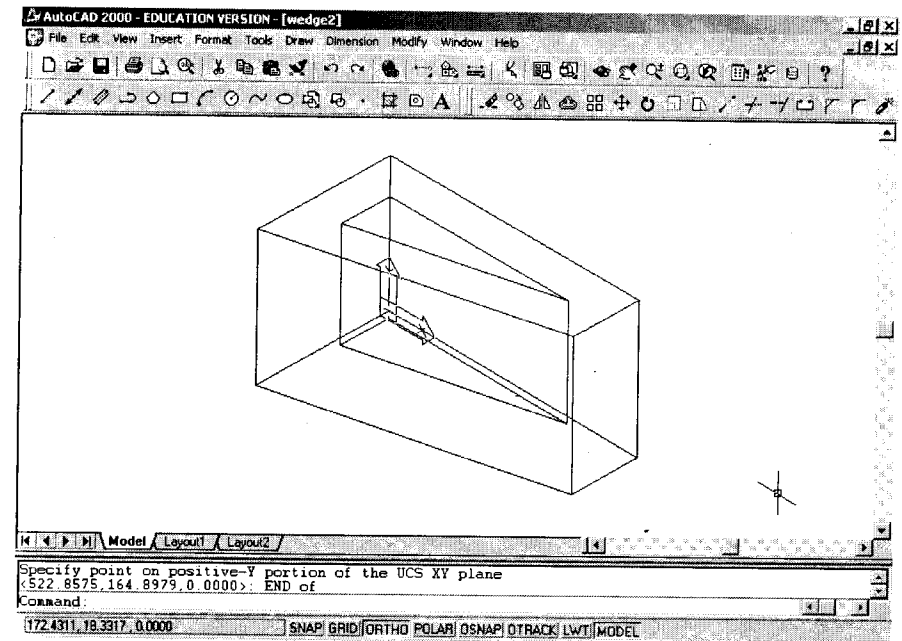 AutoCAD 2000 - EDUCATION VERSION - [wedge2]
File Edit View Insert Format Tools Draw Dimension Modify Window Help
Model Layout1 Layout2
Specify point on positive-Y portion of the UCS XY plane
<522.8575,164.8979,0.0000>: END of
Command:
172.4311, 18.3317 , 0.0000 SNAP GRID ORTHO POLAR OSNAP OTRACK LWT MODEL